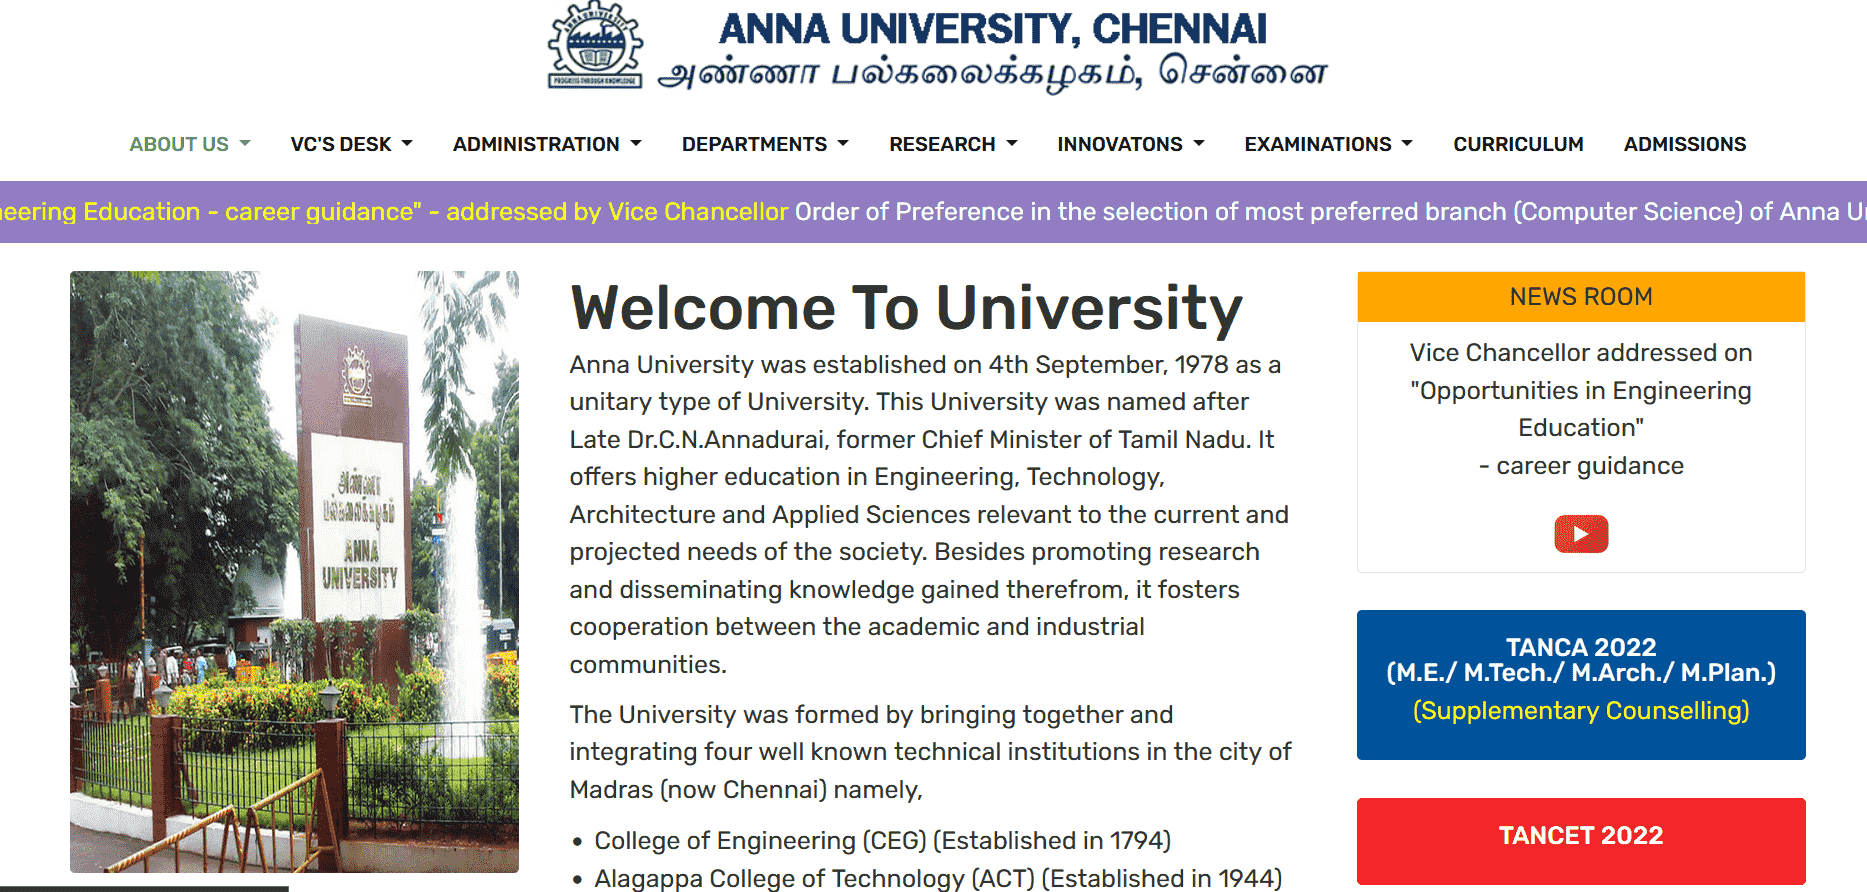 PROGRESS THROUGH KNOWLEDGE
ANNA UNIVERSITY, CHENNAI
அண்ணா பல்கலைக்கழகம், சென்னை
ABOUT US VC'S DESK ADMINISTRATION DEPARTMENTS RESEARCH INNOVATONS EXAMINATIONS CURRICULUM ADMISSIONS
Education - career guidance" - addressed by Vice Chancellor Order of Preference in the selection of most preferred branch (Computer Science) of Anna
அண்ணா
பல்கலைக்கழகம்
ANNA
UNIVERSITY
Welcome To University
Anna University was established on 4th September, 1978 as a
unitary type of University. This University was named after
Late Dr.C.N.Annadurai, former Chief Minister of Tamil Nadu. It
offers higher education in Engineering, Technology,
Architecture and Applied Sciences relevant to the current and
projected needs of the society. Besides promoting research
and disseminating knowledge gained therefrom, it fosters
cooperation between the academic and industrial
communities.
The University was formed by bringing together and
integrating four well known technical institutions in the city of
Madras (now Chennai) namely,
• College of Engineering (CEG) (Established in 1794)
• Alagappa College of Technology (ACT) (Established in 1944)
NEWS ROOM
Vice Chancellor addressed on
"Opportunities in Engineering
Education"
- career guidance
TANCA 2022
(M.E./ M.Tech./ M.Arch./ M.Plan.)
(Supplementary Counselling)
TANCET 2022